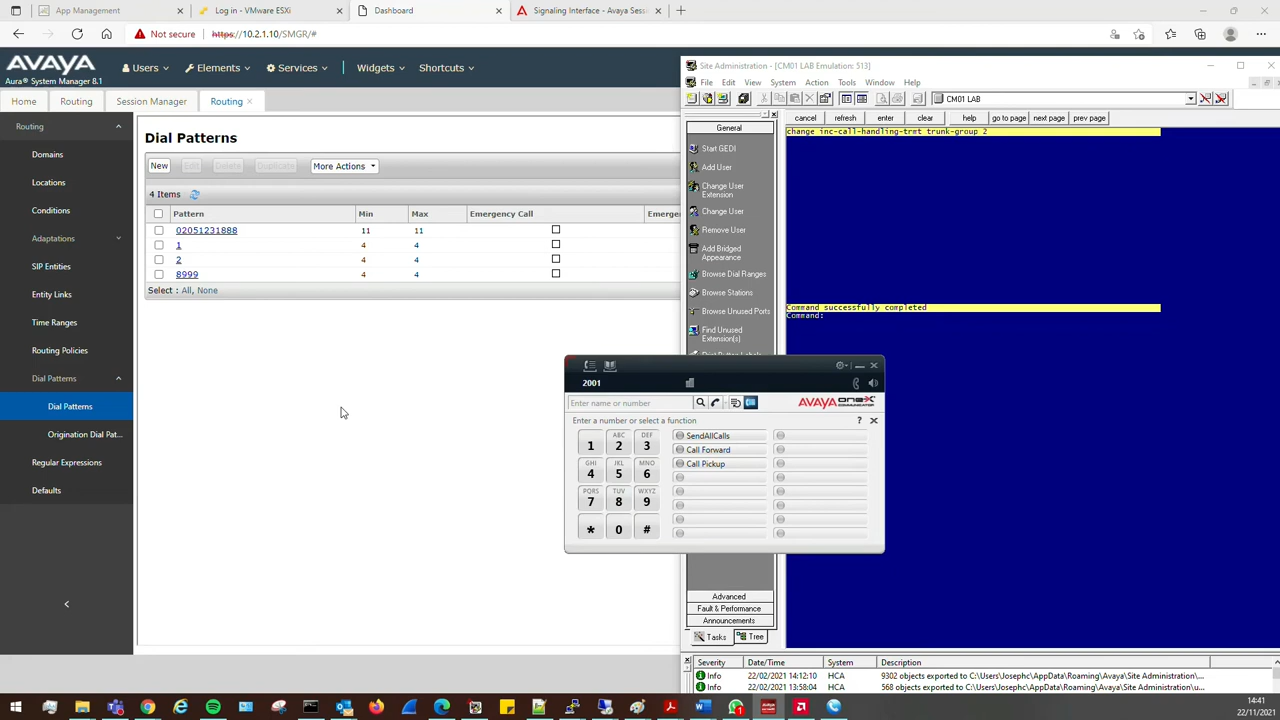 App Management
Log in - VMware ESXi
Dashboard
Signaling Interface - Avaya Sess
Not secure
https://10.2.1.10/SMGR/#
AVAYA
Aura® System Manager 8.1
Users
Elements
Services
Widgets
Shortcuts
Home
Routing
Session Manager
Routing
Routing
Domains
Locations
Conditions
Adaptations
SIP Entities
Entity Links
Time Ranges
Routing Policies
Dial Patterns
Dial Patterns
Origination Dial Pat...
Regular Expressions
Defaults
Dial Patterns
New
Edit
Delete
Duplicate
More Actions
4 Items
Pattern Min Max Emergency Call Emerge
02051231888 11 11
1 4 4
2 4 4
8999 4 4
Select : All, None
Site Administration - [CM01 LAB Emulation: 513]
File Edit View System Action Tools Window Help
CM01 LAB
General
Start GEDI
Add User
Change User
Extension
Change User
Remove User
Add Bridged
Appearance
Browse Dial Ranges
Browse Stations
Browse Unused Ports
Find Unused
Extension(s)
Advanced
Fault & Performance
Announcements
Tasks Tree
cancel refresh enter clear help go to page next page prev page
change inc-call-handling-trmt trunk-group 2
Command successfully completed
Command:
2001
Enter name or number
AVAYA one-X
COMMUNICATOR
Enter a number or select a function
?
1
ABC
2
DEF
3
GHI
4
JKL
5
MNO
6
PQRS
7
TUV
8
WXYZ
9
*
0
#
SendAllCalls
Call Forward
Call Pickup
Severity Date/Time System Description
Info 22/02/2021 14:12:10 HCA 9302 objects exported to C:\Users\Josephc\AppData\Roaming\Avaya\Site Administration\u...
Info 22/02/2021 13:58:04 HCA 568 objects exported to C:\Users\Josephc\AppData\Roaming\Avaya\Site Administration\us...
14:41
22/11/2021